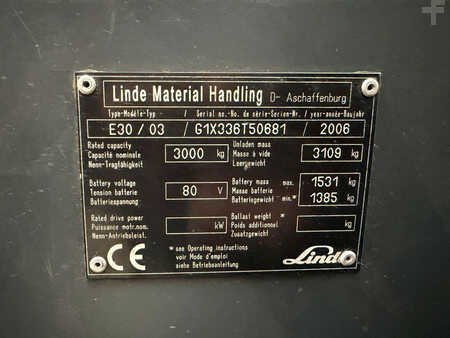 Linde Material Handling D- Aschaffenburg
Type-Modèle-Typ / Serial no.-No. de série-Serien-Nr. / year-année-Baujahr
E30 / 03 / G1X336T50681 / 2006
Rated capacity
Capacité nominale 3000 kg
Nenn-Tragfähigkeit
Unladen mass
Masse à vide 3109 kg
Leergewicht
Battery voltage
Tension batterie 80 V
Batteriespannung
Battery mass max. 1531 kg
Masse batterie
Batteriegewicht min.* 1385 kg
Rated drive power
Puissance motr.nom. kW
Nenn-Antriebsleist.
Ballast weight *
Poids additionnel kg
Zusatzgewicht
CE
* see Operating instructions
voir Mode d'emploi
siehe Betriebsanleitung
Linde